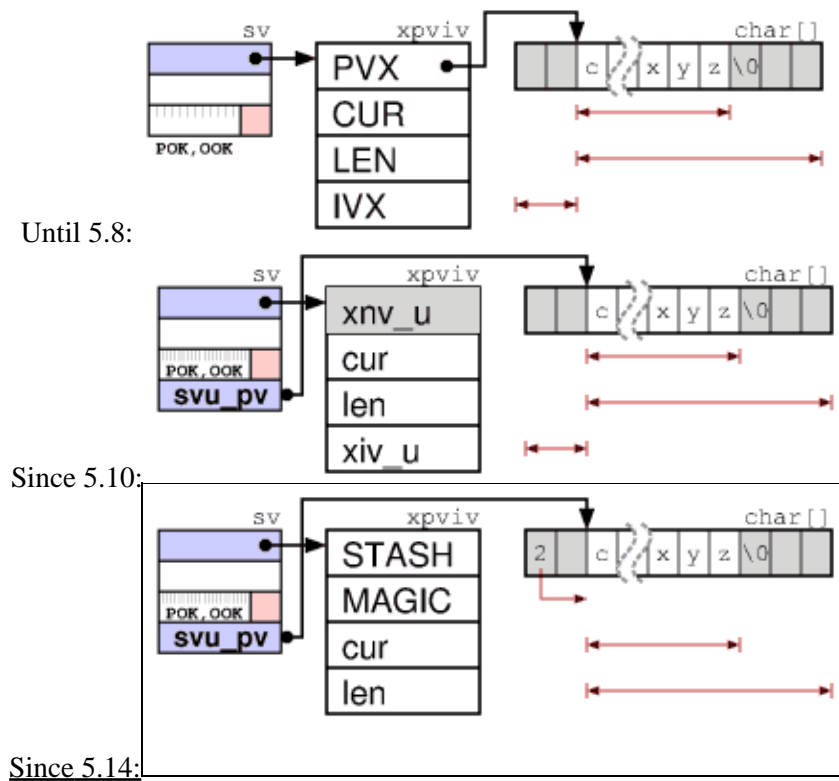 sv xpviv char[]
PVX c x y z \0
CUR
POK,OOK LEN
IVX
Until 5.8:
sv xpviv char[]
xnv_u c x y z \0
POK,OOK cur
svu_pv len
xiv_u
Since 5.10:
sv xpviv char[]
STASH 2 c x y z \0
POK,OOK MAGIC
svu_pv cur
len
Since 5.14: